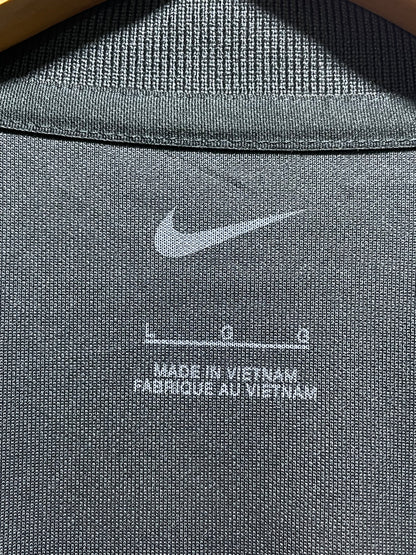 L G G
MADE IN VIETNAM
FABRIQUE AU VIETNAM